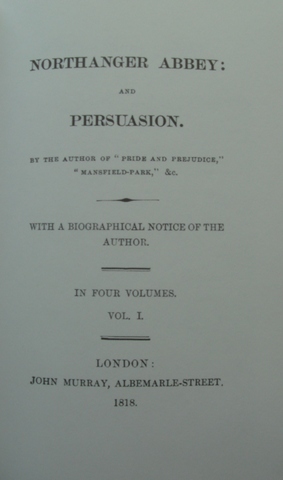 NORTHANGER ABBEY:
AND
PERSUASION.
BY THE AUTHOR OF "PRIDE AND PREJUDICE,"
"MANSFIELD-PARK," &c.
WITH A BIOGRAPHICAL NOTICE OF THE
AUTHOR.
IN FOUR VOLUMES.
VOL. I.
LONDON:
JOHN MURRAY, ALBEMARLE-STREET.
1818.